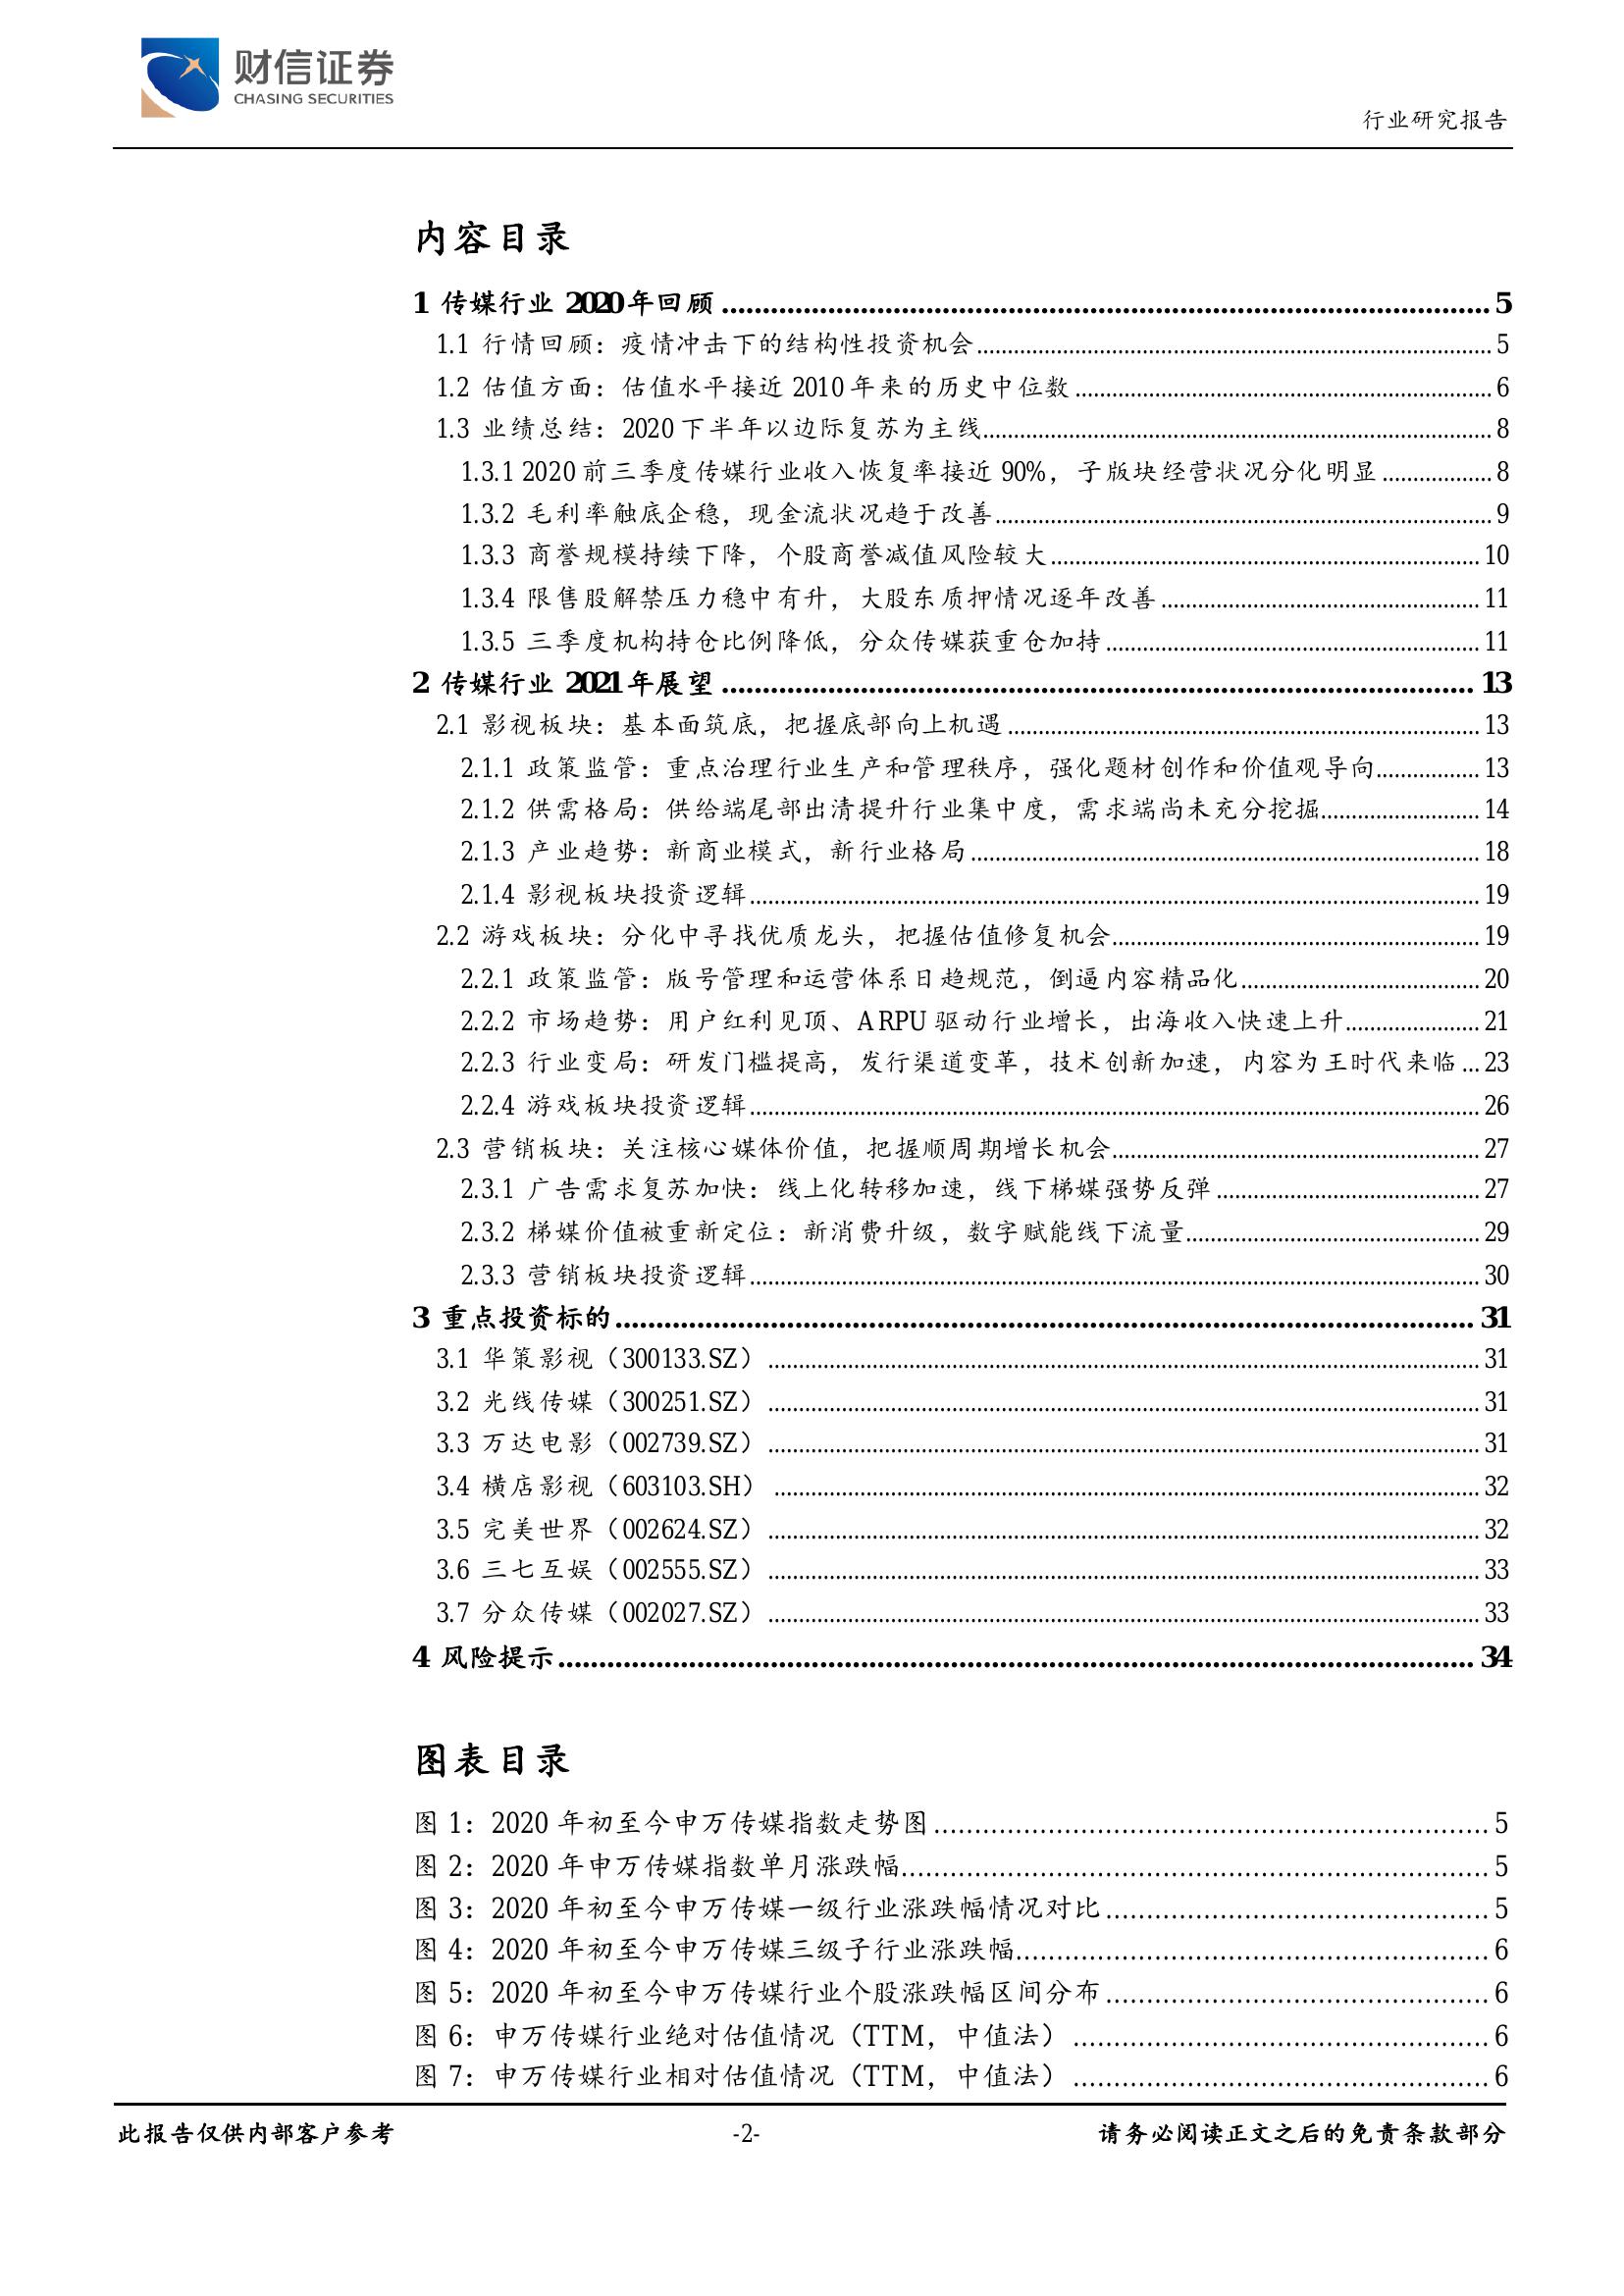 财信证券
CHASING SECURITIES
行业研究报告
内容目录
1 传媒行业 2020 年回顾 ........ 5
1.1 行情回顾：疫情冲击下的结构性投资机会 ........ 5
1.2 估值方面：估值水平接近 2010 年来的历史中位数 ........ 6
1.3 业绩总结：2020 下半年以边际复苏为主线 ........ 8
1.3.1 2020 前三季度传媒行业收入恢复率接近 90%，子版块经营状况分化明显 ........ 8
1.3.2 毛利率触底企稳，现金流状况趋于改善 ........ 9
1.3.3 商誉规模持续下降，个股商誉减值风险较大 ........ 10
1.3.4 限售股解禁压力稳中有升，大股东质押情况逐年改善 ........ 11
1.3.5 三季度机构持仓比例降低，分众传媒获重仓加持 ........ 11
2 传媒行业 2021 年展望 ........ 13
2.1 影视板块：基本面筑底，把握底部向上机遇 ........ 13
2.1.1 政策监管：重点治理行业生产和管理秩序，强化题材创作和价值观导向 ........ 13
2.1.2 供需格局：供给端尾部出清提升行业集中度，需求端尚未充分挖掘 ........ 14
2.1.3 产业趋势：新商业模式，新行业格局 ........ 18
2.1.4 影视板块投资逻辑 ........ 19
2.2 游戏板块：分化中寻找优质龙头，把握估值修复机会 ........ 19
2.2.1 政策监管：版号管理和运营体系日趋规范，倒逼内容精品化 ........ 20
2.2.2 市场趋势：用户红利见顶、ARPU 驱动行业增长，出海收入快速上升 ........ 21
2.2.3 行业变局：研发门槛提高，发行渠道变革，技术创新加速，内容为王时代来临 ... 23
2.2.4 游戏板块投资逻辑 ........ 26
2.3 营销板块：关注核心媒体价值，把握顺周期增长机会 ........ 27
2.3.1 广告需求复苏加快：线上化转移加速，线下梯媒强势反弹 ........ 27
2.3.2 梯媒价值被重新定位：新消费升级，数字赋能线下流量 ........ 29
2.3.3 营销板块投资逻辑 ........ 30
3 重点投资标的 ........ 31
3.1 华策影视（300133.SZ） ........ 31
3.2 光线传媒（300251.SZ） ........ 31
3.3 万达电影（002739.SZ） ........ 31
3.4 横店影视（603103.SH） ........ 32
3.5 完美世界（002624.SZ） ........ 32
3.6 三七互娱（002555.SZ） ........ 33
3.7 分众传媒（002027.SZ） ........ 33
4 风险提示 ........ 34
图表目录
图 1：2020 年初至今申万传媒指数走势图 ........ 5
图 2：2020 年申万传媒指数单月涨跌幅 ........ 5
图 3：2020 年初至今申万传媒一级行业涨跌幅情况对比 ........ 5
图 4：2020 年初至今申万传媒三级子行业涨跌幅 ........ 6
图 5：2020 年初至今申万传媒行业个股涨跌幅区间分布 ........ 6
图 6：申万传媒行业绝对估值情况（TTM，中值法） ........ 6
图 7：申万传媒行业相对估值情况（TTM，中值法） ........ 6
此报告仅供内部客户参考
-2-
请务必阅读正文之后的免责条款部分